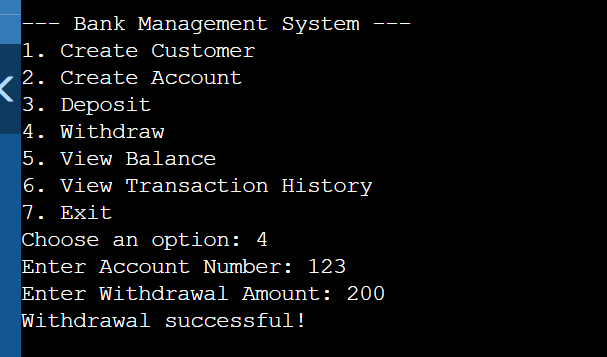 --- Bank Management System ---
1. Create Customer
2. Create Account
3. Deposit
4. Withdraw
5. View Balance
6. View Transaction History
7. Exit
Choose an option: 4
Enter Account Number: 123
Enter Withdrawal Amount: 200
Withdrawal successful!